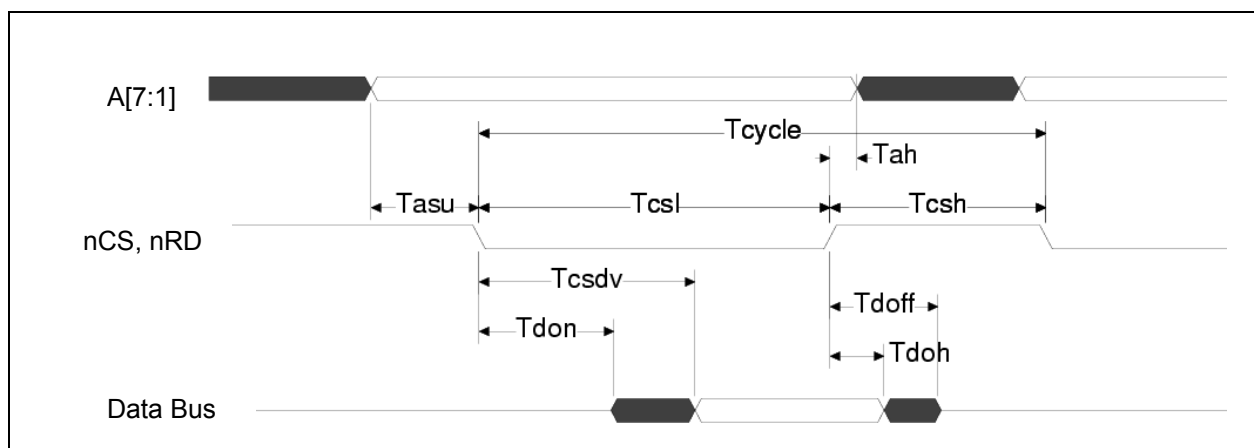 A[7:1]
Tcycle
Tah
Tasu
Tcsl
Tcsh
nCS, nRD
Tcsdv
Tdoff
Tdon
Tdoh
Data Bus